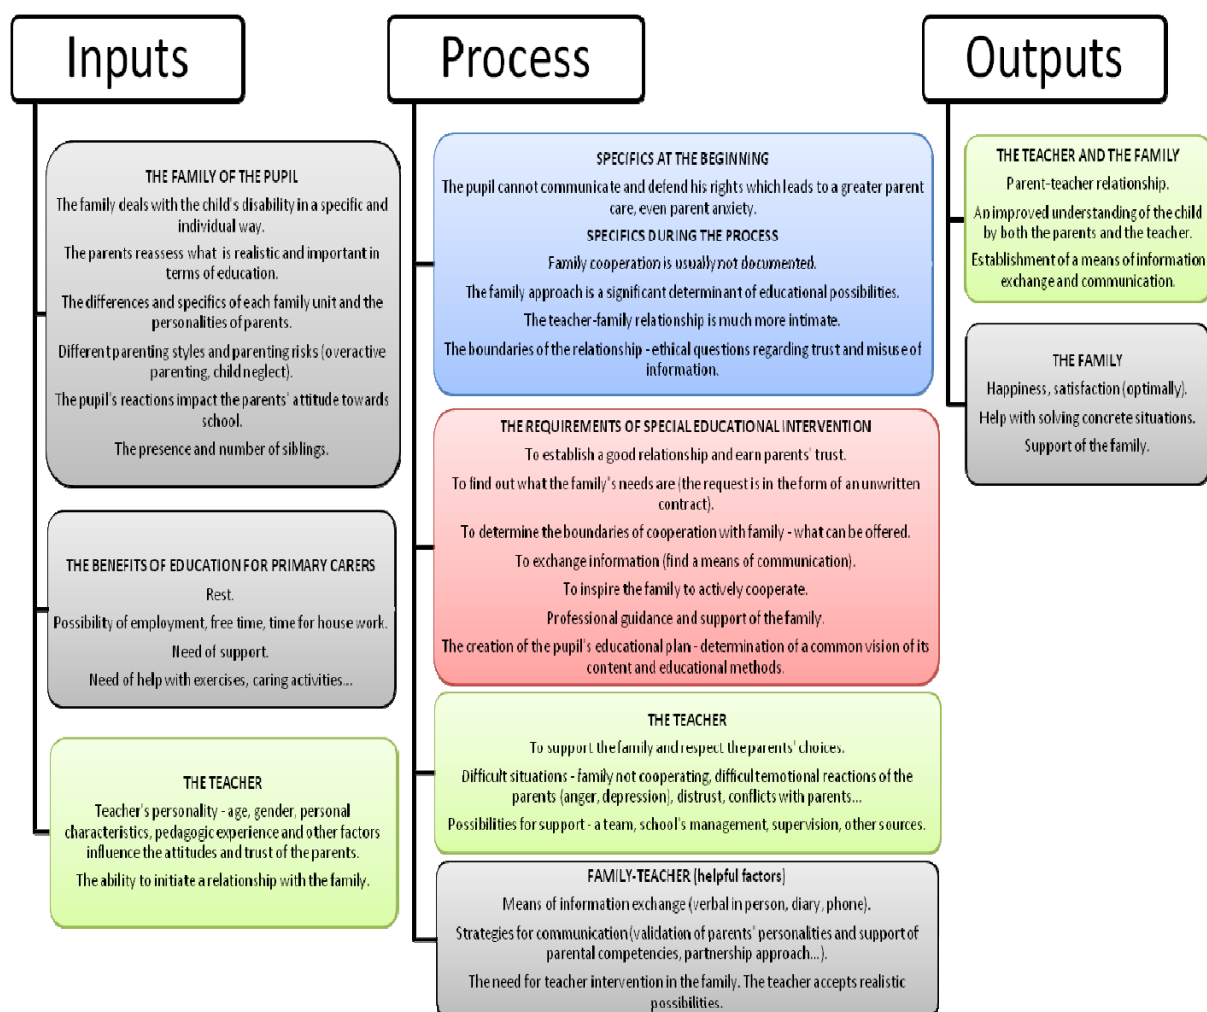 Inputs
THE FAMILY OF THE PUPIL
The family deals with the child's disability in a specific and
individual way.
The parents reassess what is realistic and important in
terms of education.
The differences and specifics of each family unit and the
personalities of parents.
Different parenting styles and parenting risks (overactive
parenting, child neglect).
The pupil's reactions impact the parents' attitude towards
school.
The presence and number of siblings.
THE BENEFITS OF EDUCATION FOR PRIMARY CARERS
Rest.
Possibility of employment, free time, time for house work.
Need of support.
Need of help with exercises, caring activities...
THE TEACHER
Teacher's personality - age, gender, personal
characteristics, pedagogic experience and other factors
influence the attitudes and trust of the parents.
The ability to initiate a relationship with the family.
Process
SPECIFICS AT THE BEGINNING
The pupil cannot communicate and defend his rights which leads to a greater parent
care, even parent anxiety.
SPECIFICS DURING THE PROCESS
Family cooperation is usually not documented.
The family approach is a significant determinant of educational possibilities.
The teacher-family relationship is much more intimate.
The boundaries of the relationship - ethical questions regarding trust and misuse of
information.
THE REQUIREMENTS OF SPECIAL EDUCATIONAL INTERVENTION
To establish a good relationship and earn parents' trust.
To find out what the family's needs are (the request is in the form of an unwritten
contract).
To determine the boundaries of cooperation with family - what can be offered.
To exchange information (find a means of communication).
To inspire the family to actively cooperate.
Professional guidance and support of the family.
The creation of the pupil's educational plan - determination of a common vision of its
content and educational methods.
THE TEACHER
To support the family and respect the parents' choices.
Difficult situations - family not cooperating, difficult emotional reactions of the
parents (anger, depression), distrust, conflicts with parents...
Possibilities for support - a team, school's management, supervision, other sources.
FAMILY-TEACHER (helpful factors)
Means of information exchange (verbal in person, diary, phone).
Strategies for communication (validation of parents' personalities and support of
parental competencies, partnership approach...).
The need for teacher intervention in the family. The teacher accepts realistic
possibilities.
Outputs
THE TEACHER AND THE FAMILY
Parent-teacher relationship.
An improved understanding of the child
by both the parents and the teacher.
Establishment of a means of information
exchange and communication.
THE FAMILY
Happiness, satisfaction (optimally).
Help with solving concrete situations.
Support of the family.